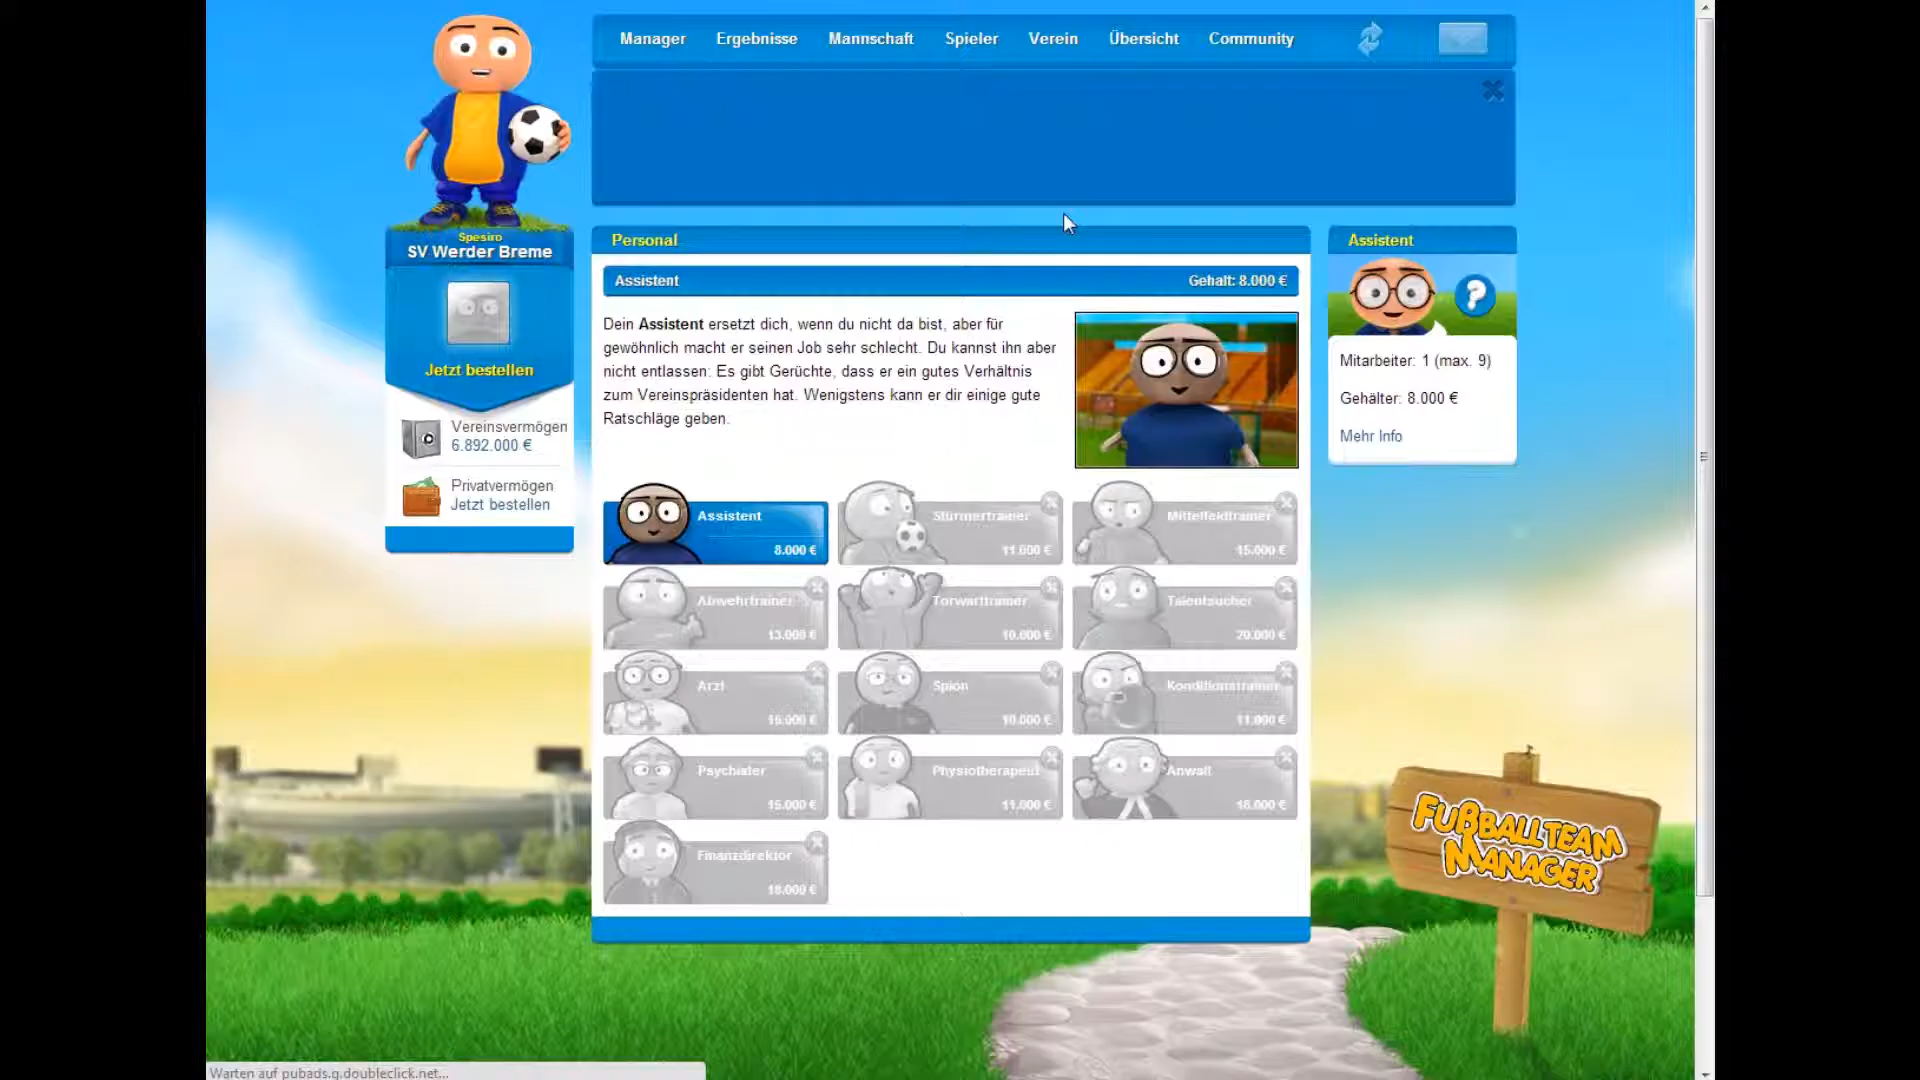 Manager Ergebnisse Mannschaft Spieler Verein Übersicht Community
Spesiro
SV Werder Breme
Jetzt bestellen
Vereinsvermögen
6.892.000 €
Privatvermögen
Jetzt bestellen
Personal
Assistent Gehalt: 8.000 €
Dein Assistent ersetzt dich, wenn du nicht da bist, aber für
gewöhnlich macht er seinen Job sehr schlecht. Du kannst ihn aber
nicht entlassen: Es gibt Gerüchte, dass er ein gutes Verhältnis
zum Vereinspräsidenten hat. Wenigstens kann er dir einige gute
Ratschläge geben.
Assistent
8.000 €
Stürmertrainer
11.000 €
Mittelfeldtrainer
15.000 €
Abwehrtrainer
13.000 €
Torwarttrainer
10.000 €
Talentsucher
20.000 €
Arzt
15.000 €
Spion
10.000 €
Konditionstrainer
11.000 €
Psychiater
15.000 €
Physiotherapeut
11.000 €
Anwalt
Finanzdirektor
18.000 €
Assistent
?
Mitarbeiter: 1 (max. 9)
Gehälter: 8.000 €
Mehr Info
FUßBALLTEAM
MANAGER
Warten auf pubads.g.doubleclick.net...